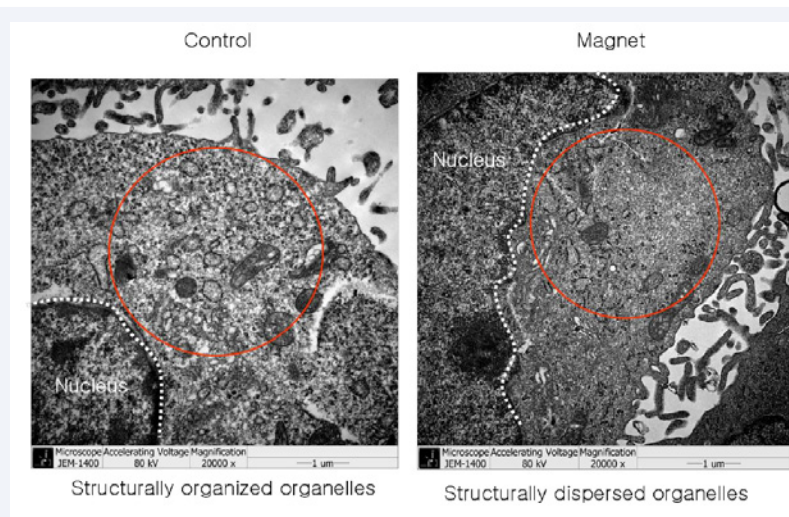 Control
Magnet
Nucleus
Nucleus
Microscope Accelerating Voltage Magnification
JEM-1400 80 kV 20000 x 1 um
Microscope Accelerating Voltage Magnification
JEM-1400 80 kV 20000 x 1 um
Structurally organized organelles
Structurally dispersed organelles